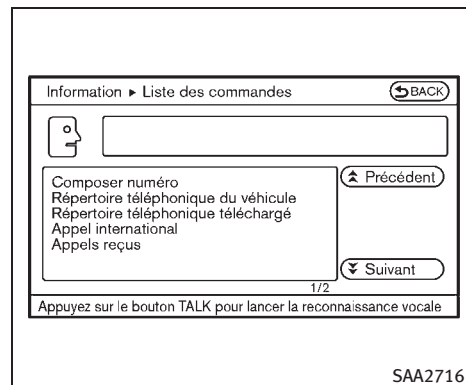 Information ► Liste des commandes
BACK
Composer numéro
Répertoire téléphonique du véhicule
Répertoire téléphonique téléchargé
Appel international
Appels reçus
Précédent
Suivant
1/2
Appuyez sur le bouton TALK pour lancer la reconnaissance vocale
SAA2716